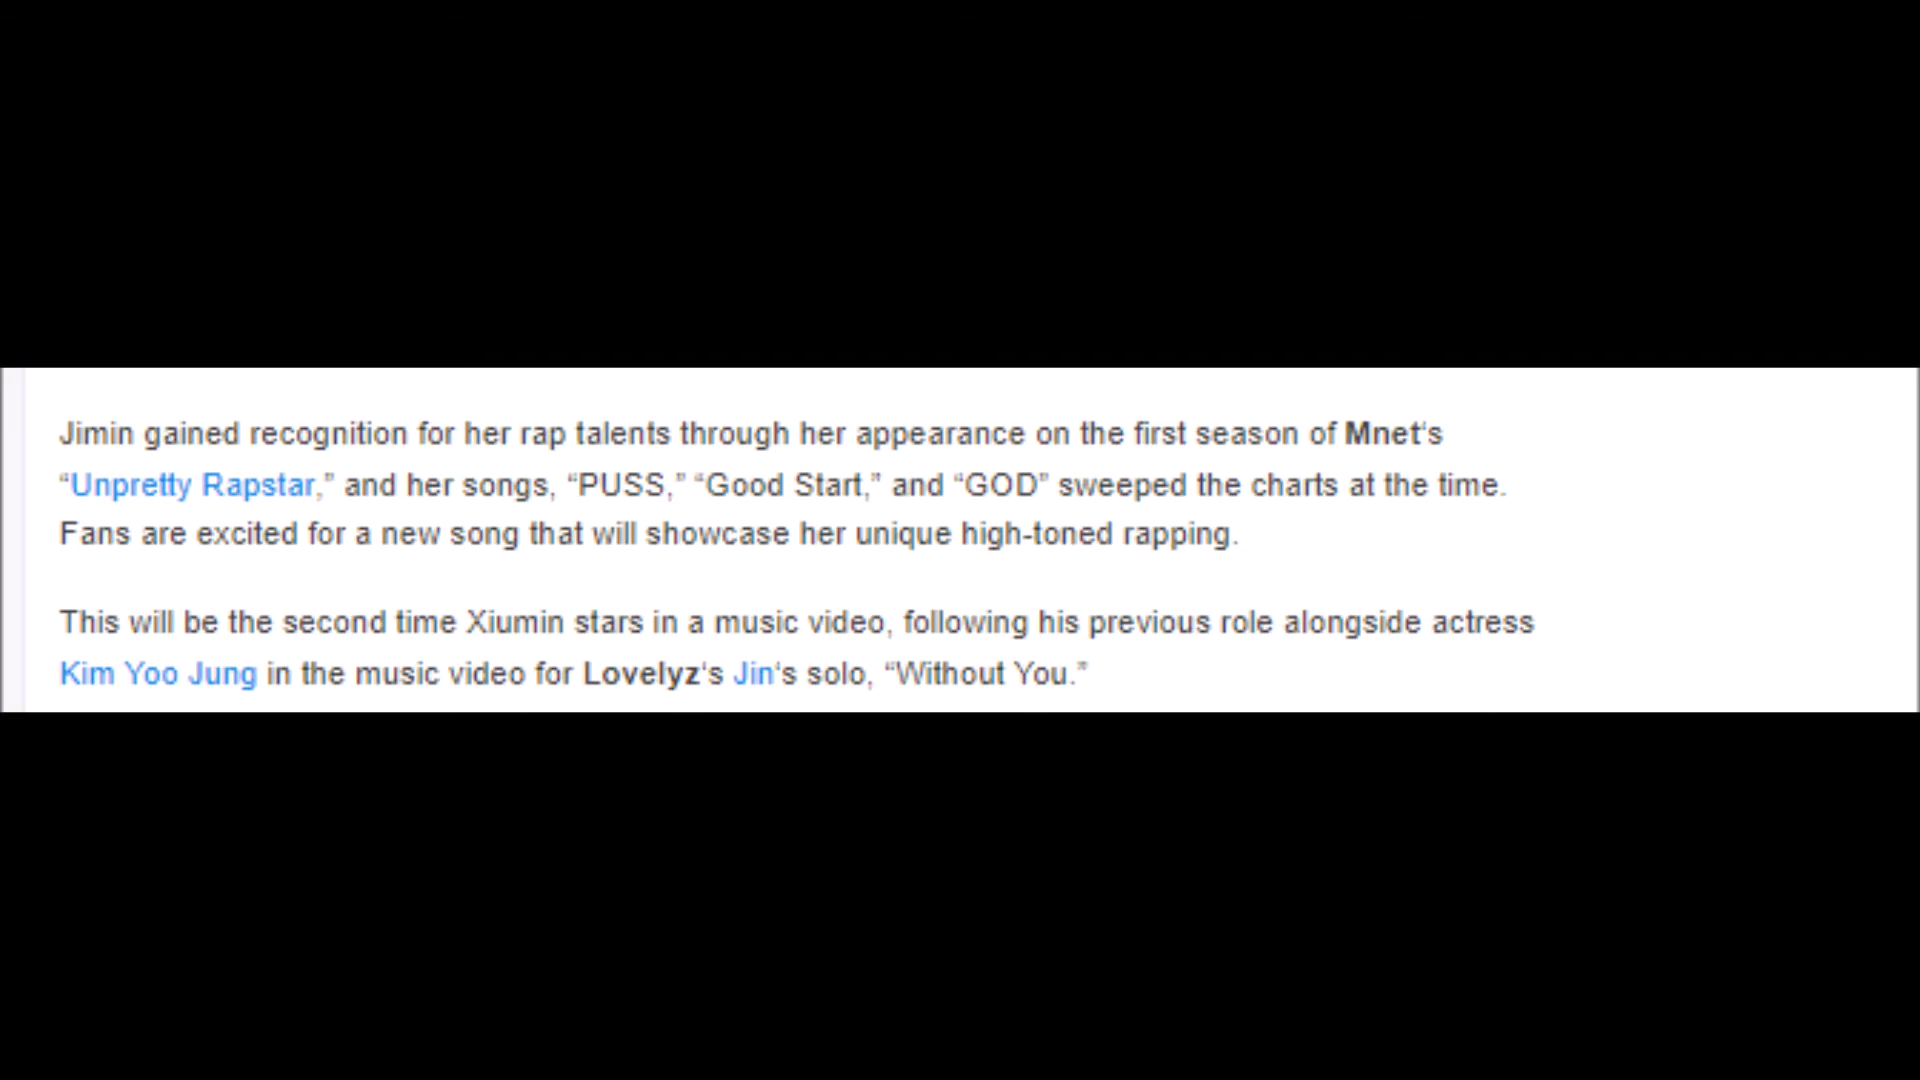 Jimin gained recognition for her rap talents through her appearance on the first season of Mnet‘s
“Unpretty Rapstar,” and her songs, “PUSS,” “Good Start,” and “GOD” sweeped the charts at the time.
Fans are excited for a new song that will showcase her unique high-toned rapping.
This will be the second time Xiumin stars in a music video, following his previous role alongside actress
Kim Yoo Jung in the music video for Lovelyz‘s Jin‘s solo, “Without You.”